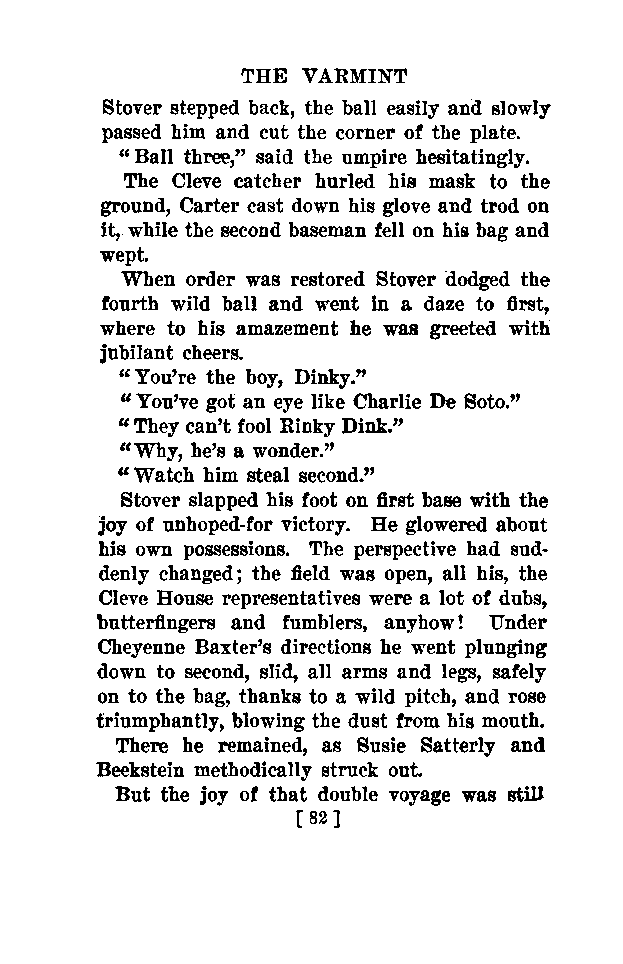 THE VARMINT
Stover stepped back, the ball easily and slowly
passed him and cut the corner of the plate.
“Ball three,” said the umpire hesitatingly.
The Cleve catcher hurled his mask to the
ground, Carter cast down his glove and trod on
it, while the second baseman fell on his bag and
wept.
When order was restored Stover dodged the
fourth wild ball and went in a daze to first,
where to his amazement he was greeted with
jubilant cheers.
“You're the boy, Dinky.”
“You've got an eye like Charlie De Soto.”
“They can't fool Rinky Dink.”
“Why, he's a wonder.”
“Watch him steal second.”
Stover slapped his foot on first base with the
joy of unhoped-for victory. He glowered about
his own possessions. The perspective had sud-
denly changed; the field was open, all his, the
Cleve House representatives were a lot of dubs,
butterfingers and fumblers, anyhow! Under
Cheyenne Baxter's directions he went plunging
down to second, slid, all arms and legs, safely
on to the bag, thanks to a wild pitch, and rose
triumphantly, blowing the dust from his mouth.
There he remained, as Susie Satterly and
Beekstein methodically struck out.
But the joy of that double voyage was still
[ 82 ]